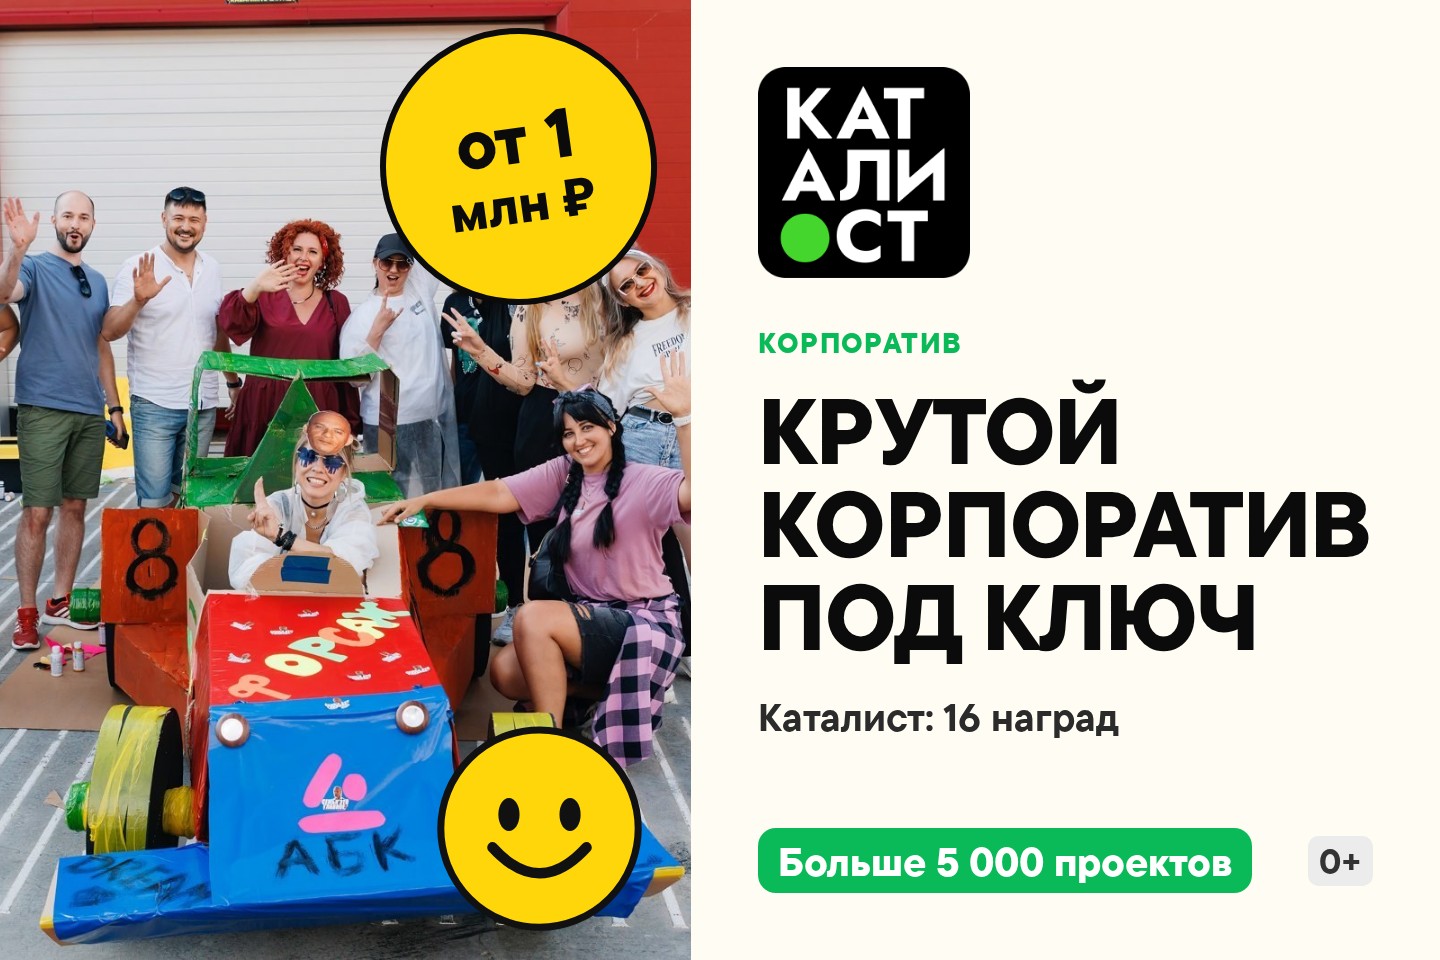 от 1
млн ₽
КАТ
АЛИ
СТ
КОРПОРАТИВ
КРУТОЙ
КОРПОРАТИВ
ПОД КЛЮЧ
Каталист: 16 наград
Больше 5 000 проектов
0+
8
8
ФОРСАЖ
АБК